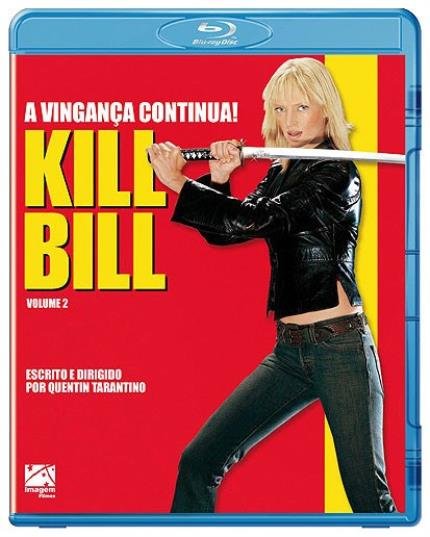 Blu-ray Disc
A VINGANÇA CONTINUA!
KILL
BILL
VOLUME 2
ESCRITO E DIRIGIDO
POR QUENTIN TARANTINO
imagem
filmes